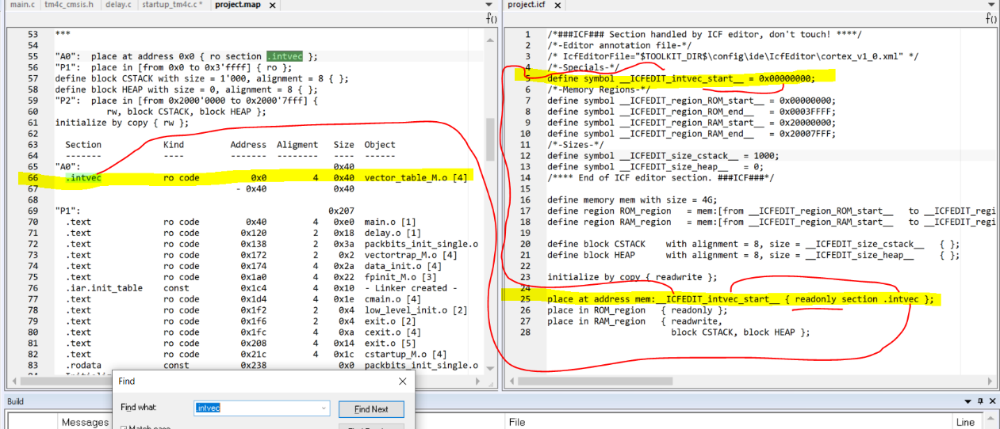 main.c tm4c_cmsis.h delay.c startup_tm4c.c * project.map x
f()
53 ***
54
55 "A0": place at address 0x0 { ro section .intvec };
56 "P1": place in [from 0x0 to 0x3'ffff] { ro };
57 define block CSTACK with size = 1'000, alignment = 8 { };
58 define block HEAP with size = 0, alignment = 8 { };
59 "P2": place in [from 0x2000'0000 to 0x2000'7fff] {
60 rw, block CSTACK, block HEAP };
61 initialize by copy { rw };
62
63 Section Kind Address Aligment Size Object
64 ------- ---- ------- -------- ---- ------
65 "A0": 0x40
66 .intvec ro code 0x0 4 0x40 vector_table_M.o [4]
67 - 0x40 0x40
68
69 "P1": 0x207
70 .text ro code 0x40 4 0xe0 main.o [1]
71 .text ro code 0x120 2 0x18 delay.o [1]
72 .text ro code 0x138 2 0x3a packbits_init_single.o
73 .text ro code 0x172 2 0x2 vectortrap_M.o [4]
74 .text ro code 0x174 4 0x2a data_init.o [4]
75 .text ro code 0x1a0 4 0x22 fpinit_M.o [3]
76 .iar.init_table const 0x1c4 4 0x10 - Linker created -
77 .text ro code 0x1d4 4 0x1e cmain.o [4]
78 .text ro code 0x1f2 2 0x4 low_level_init.o [2]
79 .text ro code 0x1f6 2 0x4 exit.o [2]
80 .text ro code 0x1fc 4 0xa cexit.o [4]
81 .text ro code 0x208 4 0x14 exit.o [5]
82 .text ro code 0x21c 4 0x1c cstartup_M.o [4]
83 .rodata const 0x238 0x0 packbits_init_single.o
project.icf x
f()
1 /*###ICF### Section handled by ICF editor, don't touch! ****/
2 /*-Editor annotation file-*/
3 /* IcfEditorFile="$TOOLKIT_DIR$\config\ide\IcfEditor\cortex_v1_0.xml" */
4 /*-Specials-*/
5 define symbol __ICFEDIT_intvec_start__ = 0x00000000;
6 /*-Memory Regions-*/
7 define symbol __ICFEDIT_region_ROM_start__ = 0x00000000;
8 define symbol __ICFEDIT_region_ROM_end__ = 0x0003FFFF;
9 define symbol __ICFEDIT_region_RAM_start__ = 0x20000000;
10 define symbol __ICFEDIT_region_RAM_end__ = 0x20007FFF;
11 /*-Sizes-*/
12 define symbol __ICFEDIT_size_cstack__ = 1000;
13 define symbol __ICFEDIT_size_heap__ = 0;
14 /**** End of ICF editor section. ###ICF###*/
15
16 define memory mem with size = 4G;
17 define region ROM_region = mem:[from __ICFEDIT_region_ROM_start__ to __ICFEDIT_regi
18 define region RAM_region = mem:[from __ICFEDIT_region_RAM_start__ to __ICFEDIT_regi
19
20 define block CSTACK with alignment = 8, size = __ICFEDIT_size_cstack__ { };
21 define block HEAP with alignment = 8, size = __ICFEDIT_size_heap__ { };
22
23 initialize by copy { readwrite };
24
25 place at address mem:__ICFEDIT_intvec_start__ { readonly section .intvec };
26 place in ROM_region { readonly };
27 place in RAM_region { readwrite,
28 block CSTACK, block HEAP };
Find
Find what: .intvec
Find Next
Match case
Build
Messages File Line